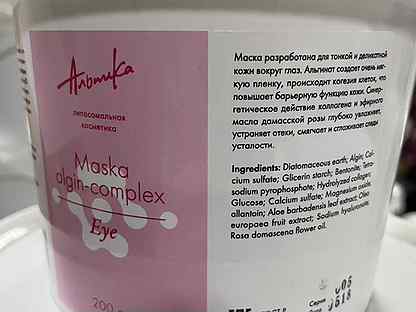 Альпика
липосомальная
косметика
Maska
algin-complex
Eye
200
Маска разработана для тонкой и деликатной
кожи вокруг глаз. Альгинат создает очень мяг-
кую пленку, происходит когезия клеток, что
повышает барьерную функцию кожи. Синер-
гетическое действие коллагена и эфирного
масла дамасской розы глубоко увлажняет,
устраняет отеки, смягчает и сглаживает следы
усталости.
Ingredients: Diatomaceous earth; Algin; Cal-
cium sulfate; Glicerin starch; Bentonite; Tetra-
sodium pyrophosphate; Hydrolyzed collagen;
Glucose; Calcium sulfate; Magnesium oxide;
allantoin; Aloe barbadensis leaf extract; Olea
europaea fruit extract; Sodium hyaluronate;
Rosa damascena flower oil.
Серия